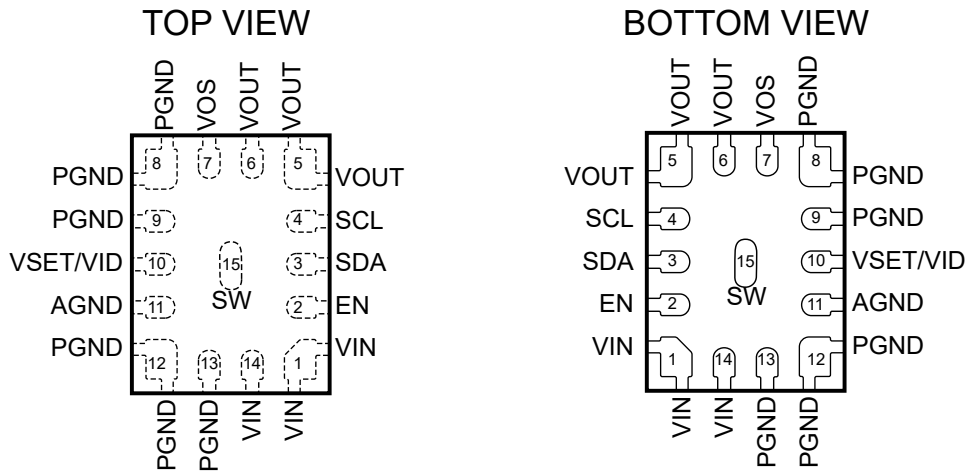 TOP VIEW
PGND
VOS
VOUT
VOUT
8
7
6
5
PGND
VOUT
PGND
9
4
SCL
VSET/VID
10
15
3
SDA
SW
AGND
11
2
EN
PGND
12
13
14
1
VIN
PGND
PGND
VIN
VIN
BOTTOM VIEW
VOUT
VOUT
VOS
PGND
5
6
7
8
VOUT
PGND
SCL
4
9
PGND
SDA
3
15
10
VSET/VID
SW
EN
2
11
AGND
VIN
1
14
13
12
PGND
VIN
VIN
PGND
PGND